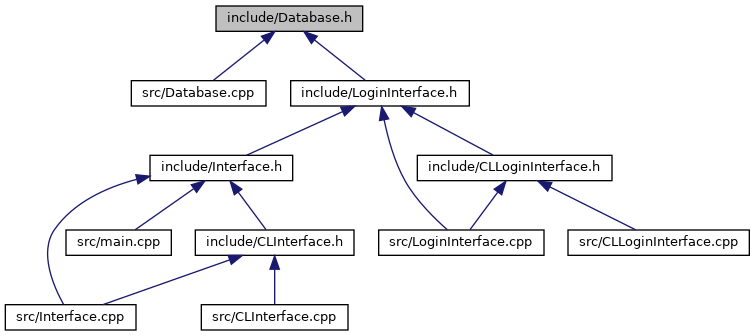 include/Database.h
src/Database.cpp
include/LoginInterface.h
include/Interface.h
include/CLLoginInterface.h
src/main.cpp
include/CLInterface.h
src/LoginInterface.cpp
src/CLLoginInterface.cpp
src/Interface.cpp
src/CLInterface.cpp